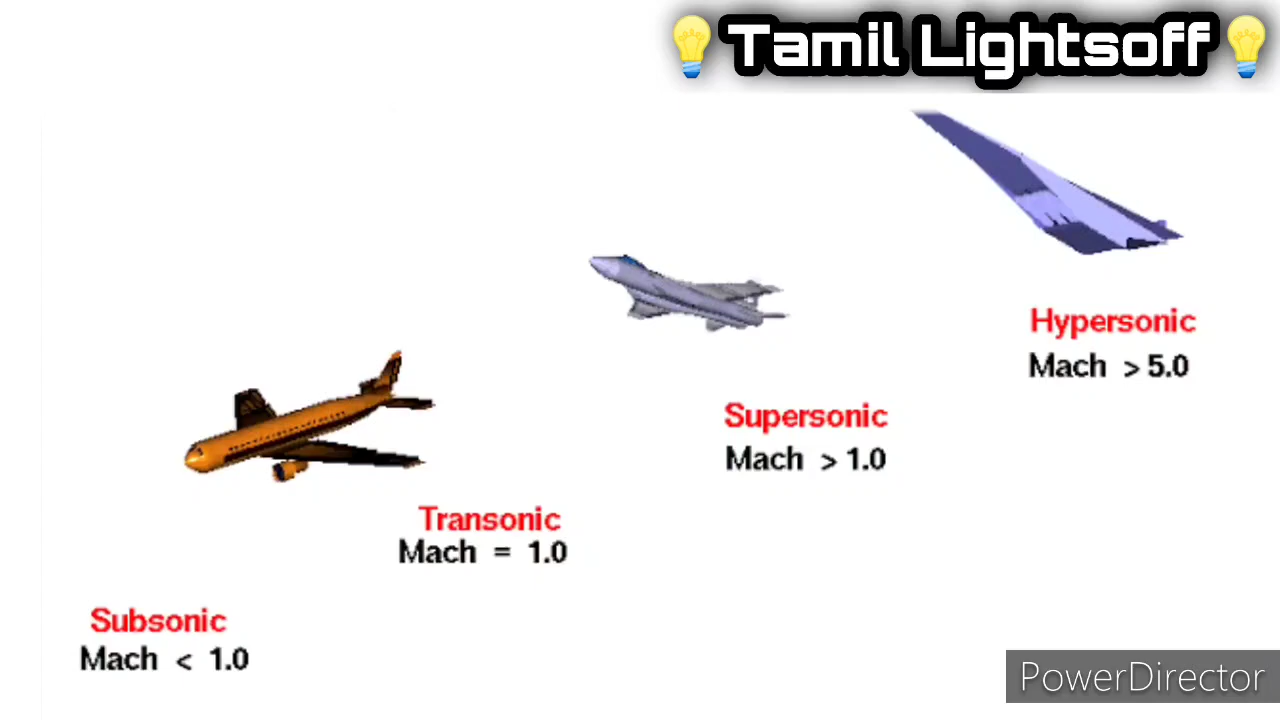 Tamil Lightsoff
Hypersonic
Mach > 5.0
Supersonic
Mach > 1.0
Transonic
Mach = 1.0
Subsonic
Mach < 1.0
PowerDirector